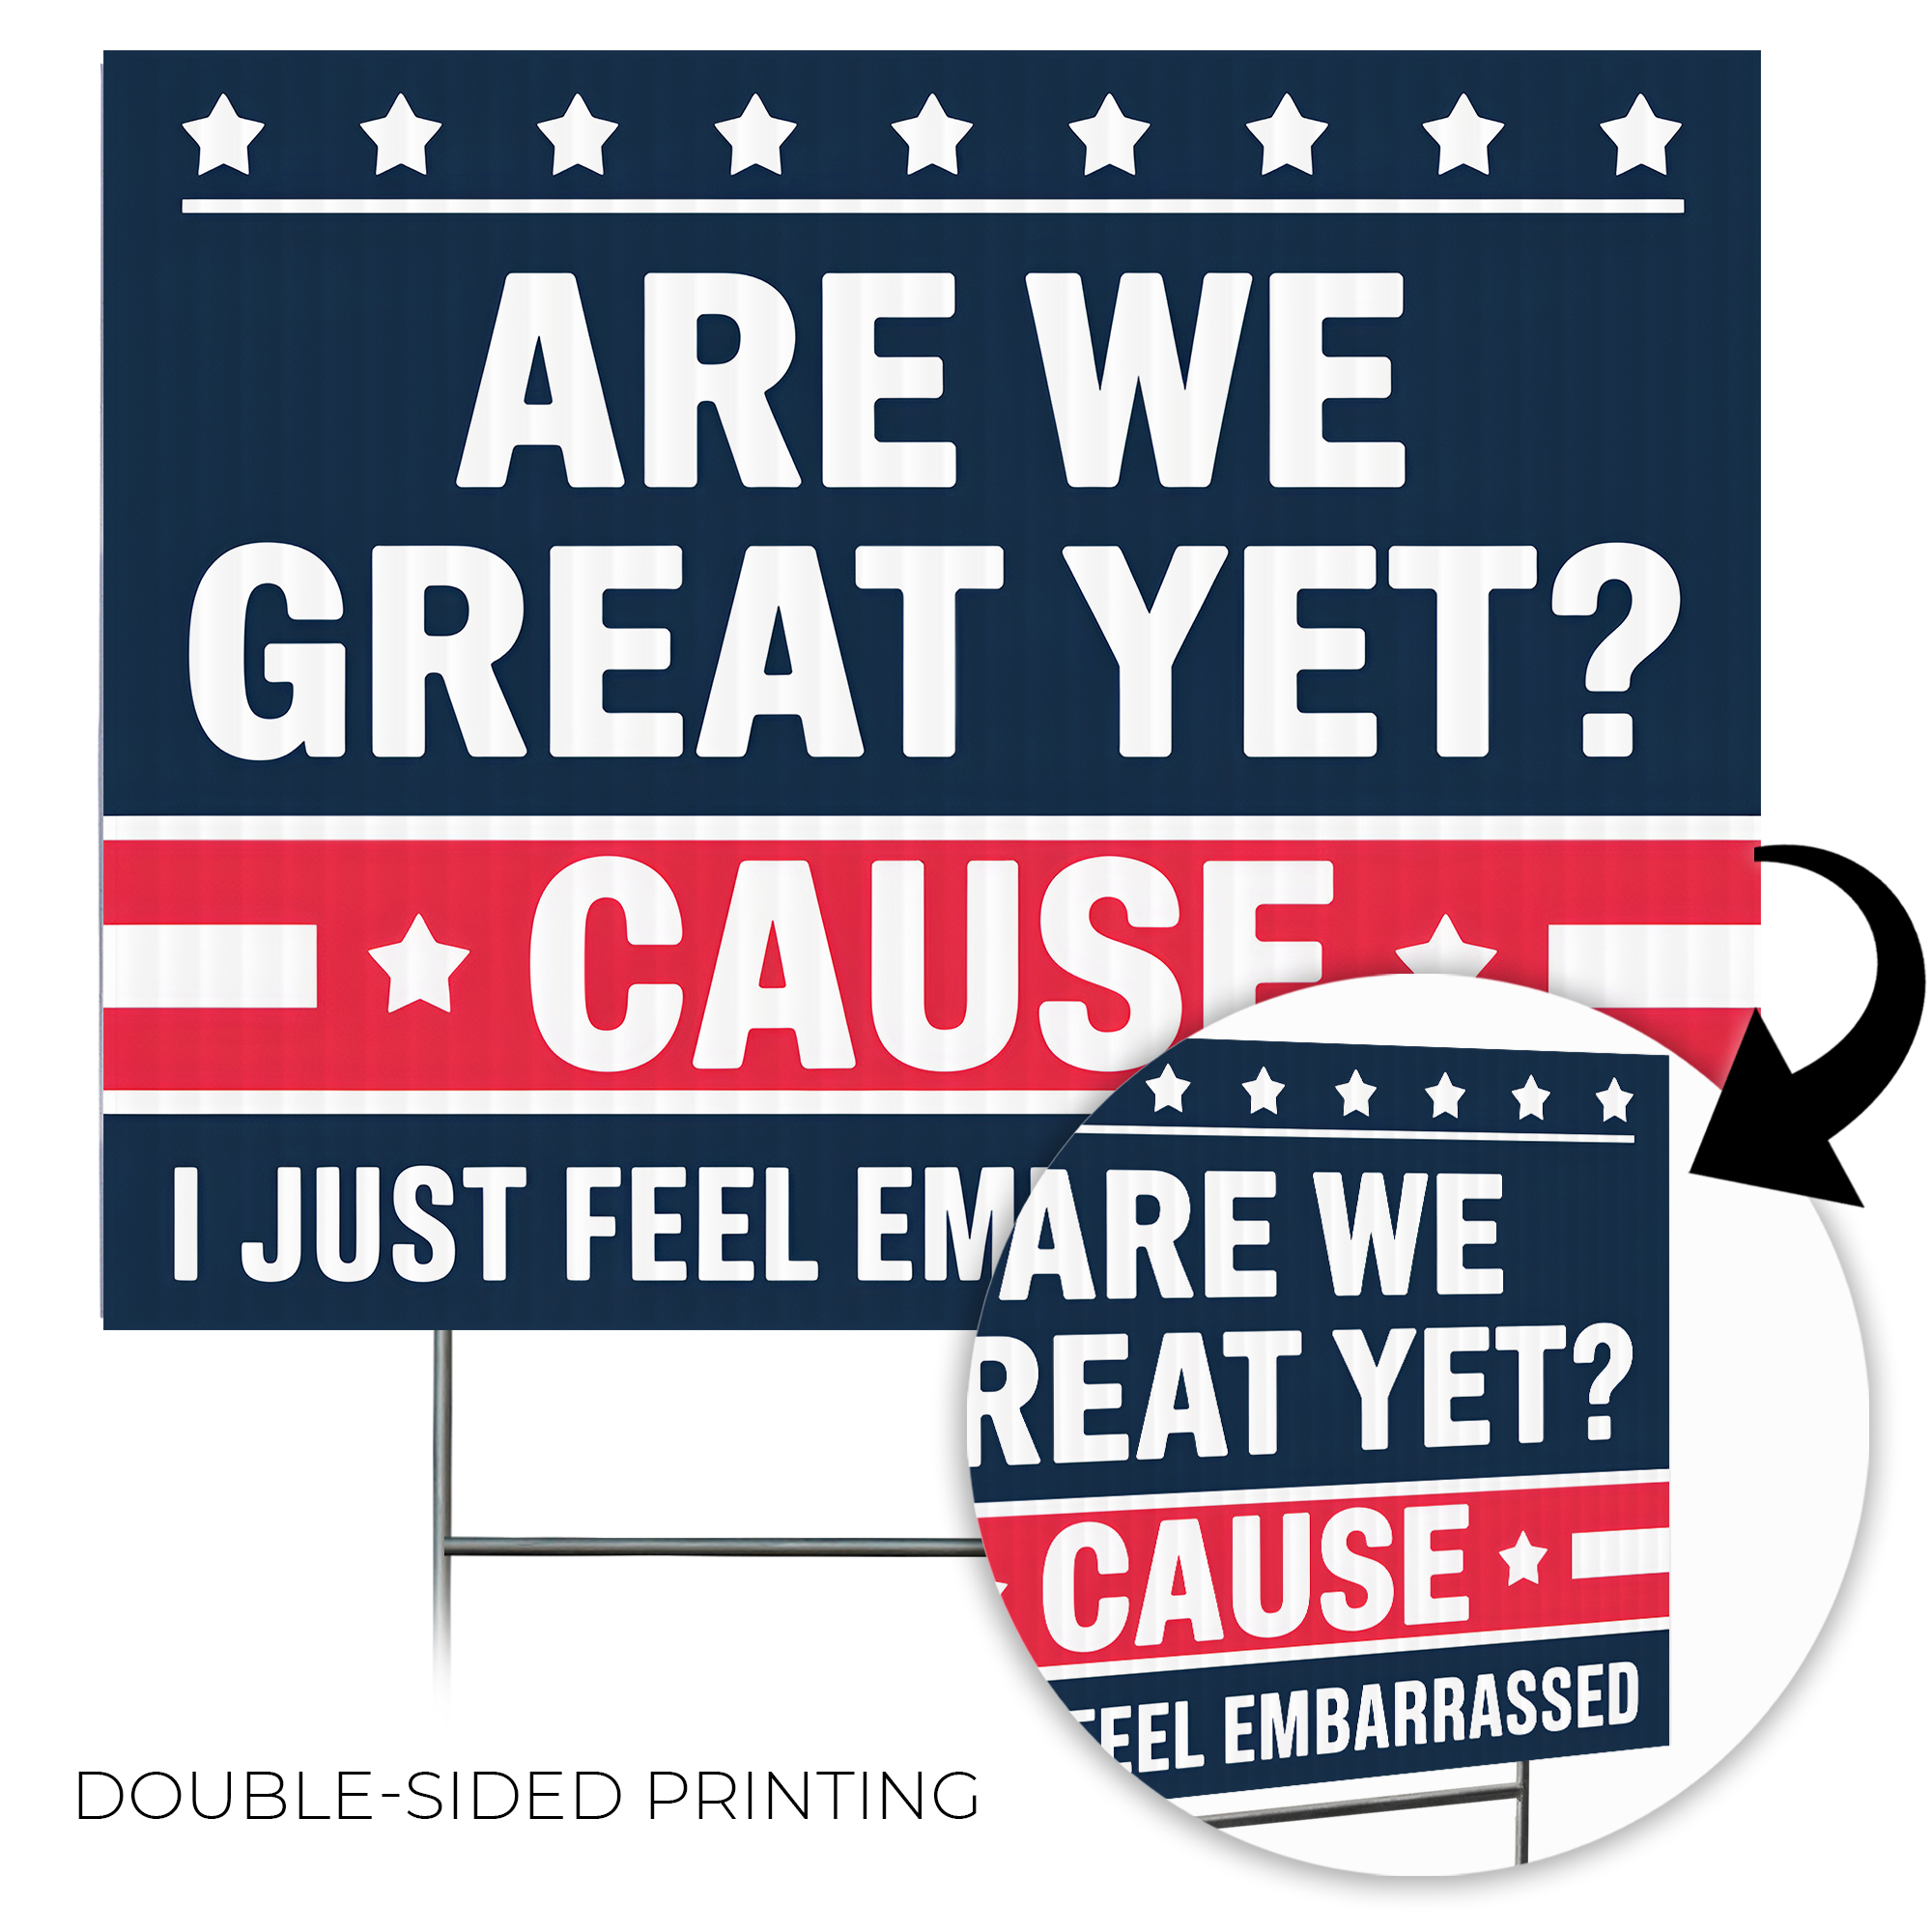 ARE WE
GREAT YET?
CAUSE
I JUST FEEL EM
ARE WE
REAT YET?
CAUSE
FEEL EMBARRASSED
DOUBLE-SIDED PRINTING